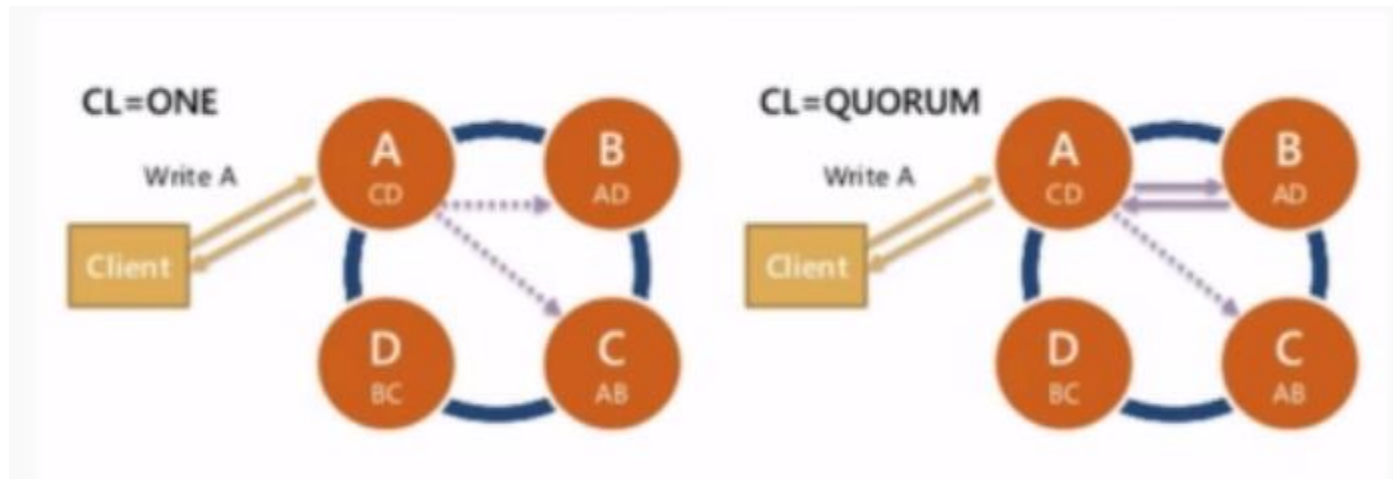 CL=ONE
Write A
Client
A
CD
B
AD
D
BC
C
AB
CL=QUORUM
Write A
Client
A
CD
B
AD
D
BC
C
AB